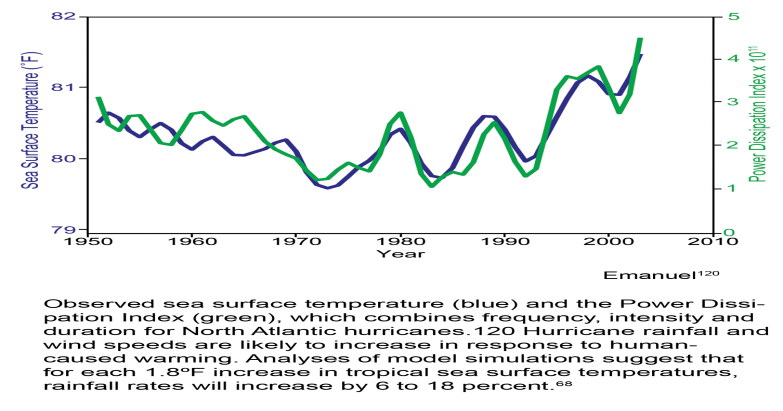 82
5
81
4
3
80
2
1
79
0
Sea Surface Temperature (°F)
Power Dissipation Index x 10¹¹
1950 1960 1970 1980 1990 2000 2010
Year
Emanuel¹²⁰
Observed sea surface temperature (blue) and the Power Dissi-
pation Index (green), which combines frequency, intensity and
duration for North Atlantic hurricanes.120 Hurricane rainfall and
wind speeds are likely to increase in response to human-
caused warming. Analyses of model simulations suggest that
for each 1.8ºF increase in tropical sea surface temperatures,
rainfall rates will increase by 6 to 18 percent.⁶⁸